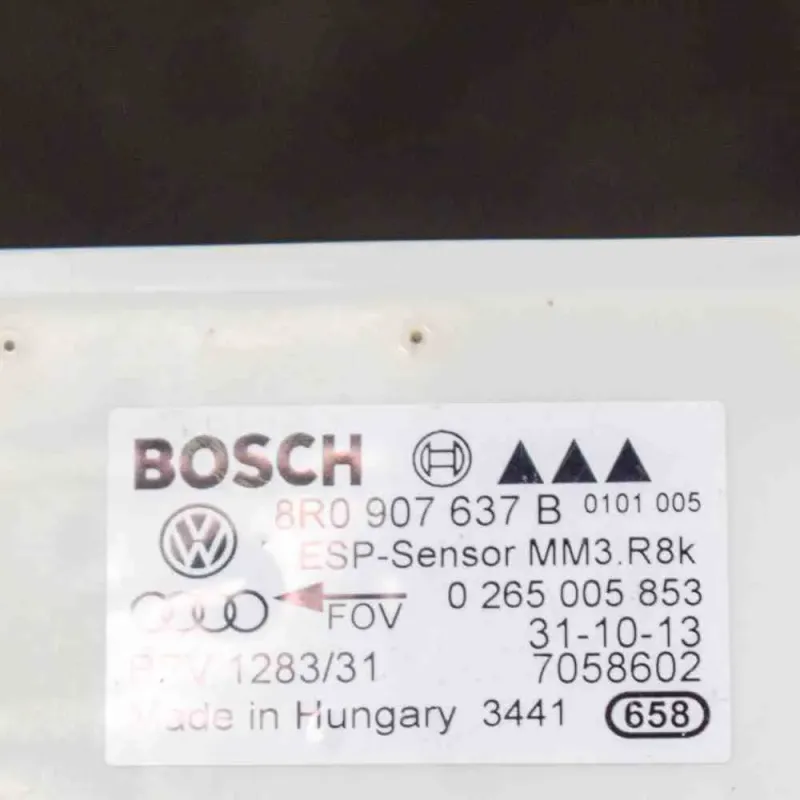 BOSCH
8R0 907 637 B 0101 005
ESP-Sensor MM3.R8k
FOV 0 265 005 853
31-10-13
1283/31 7058602
Made in Hungary 3441 658